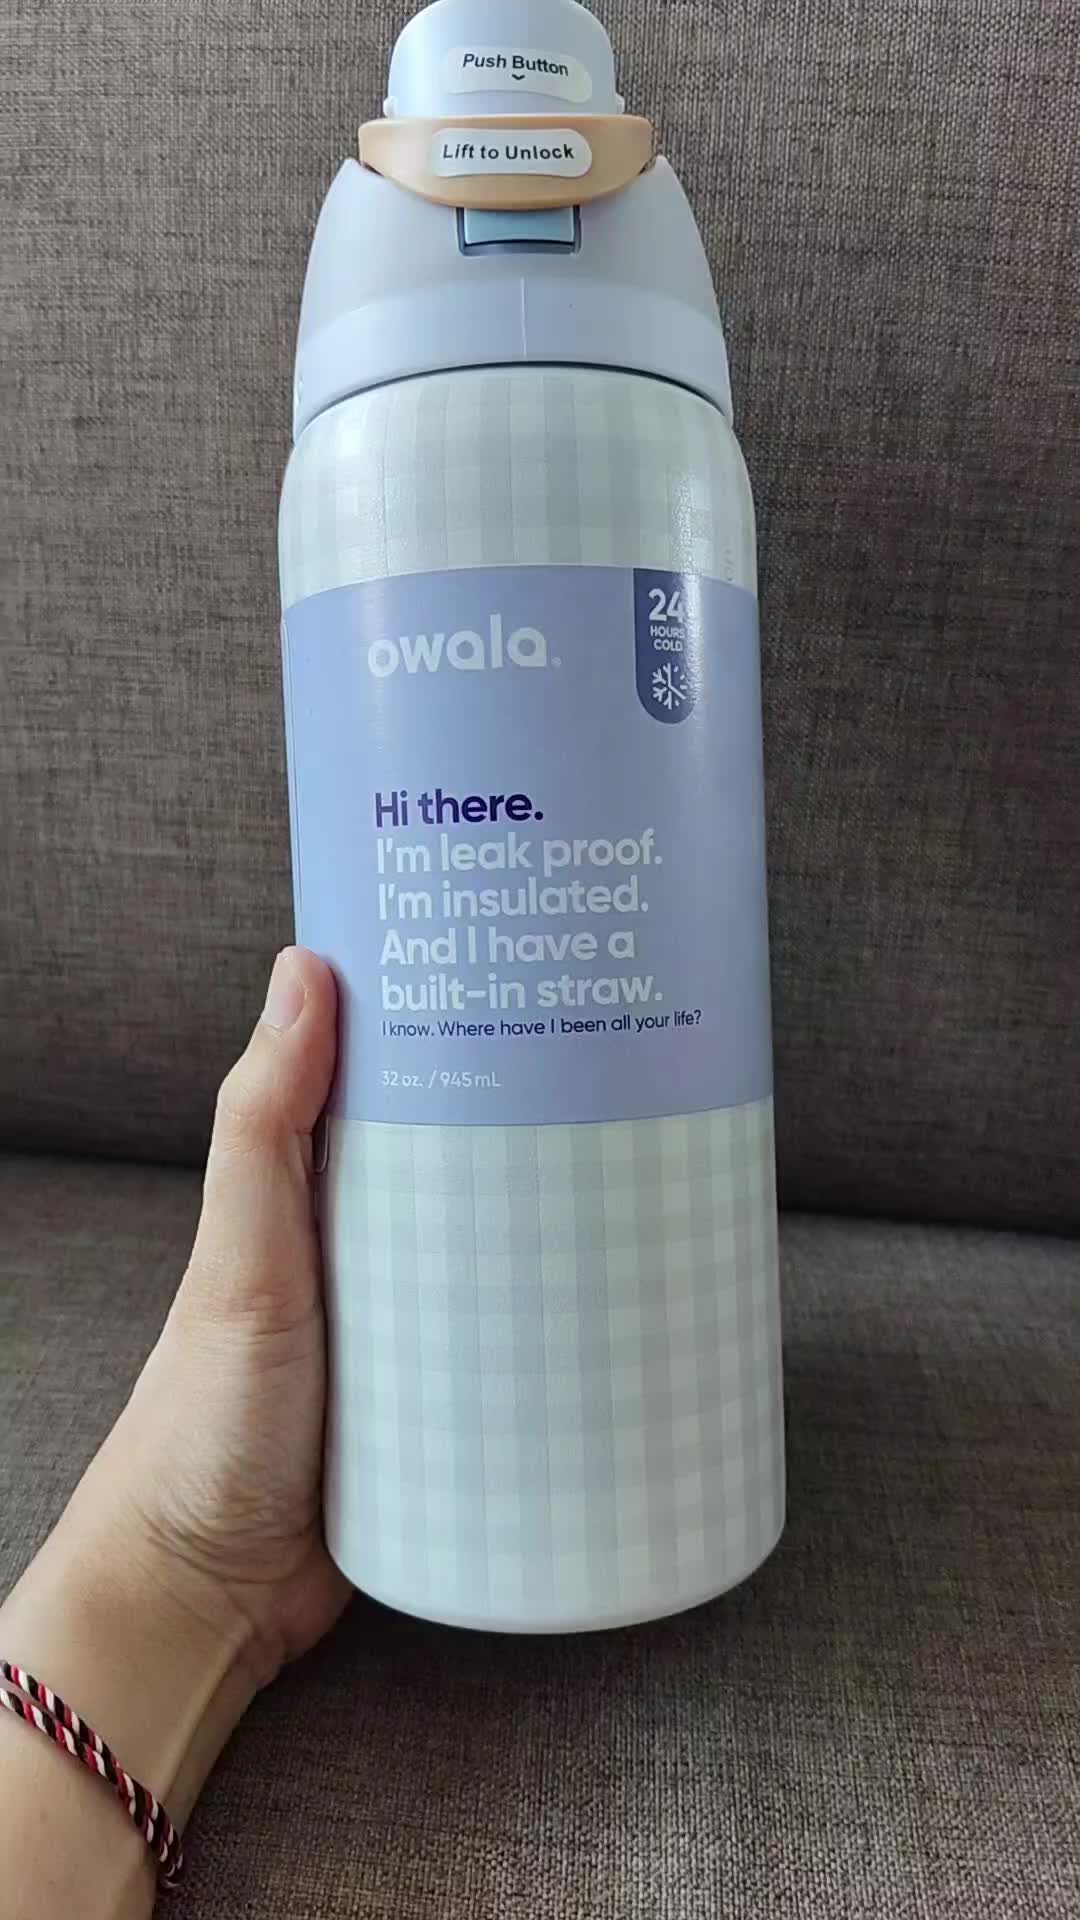 Push Button
Lift to Unlock
owala®
24
HOURS
COLD
Hi there.
I'm leak proof.
I'm insulated.
And I have a
built-in straw.
I know. Where have I been all your life?
32 oz. / 945 mL